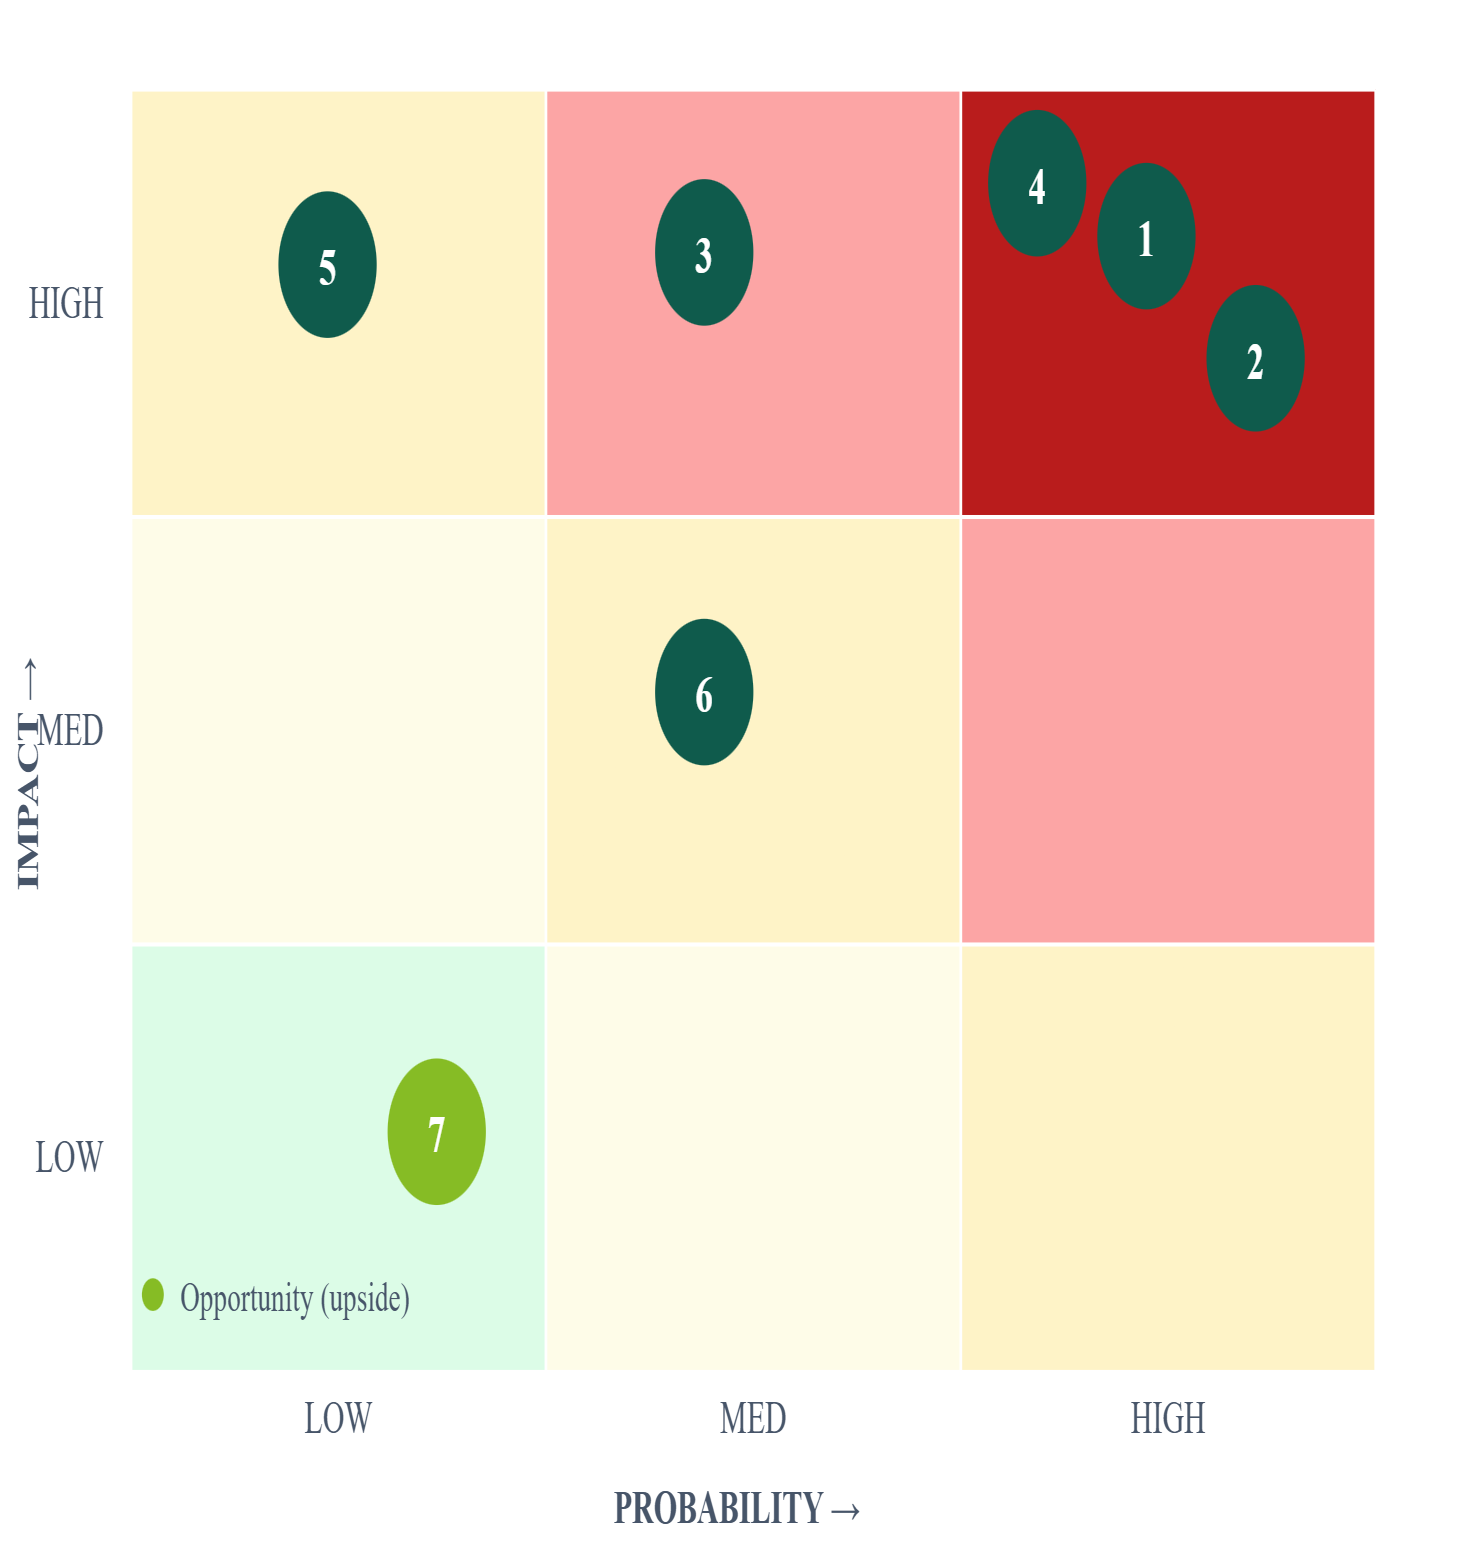 4
1
5
3
HIGH
2
IMPACT →
MED
6
7
LOW
Opportunity (upside)
LOW
MED
HIGH
PROBABILITY →